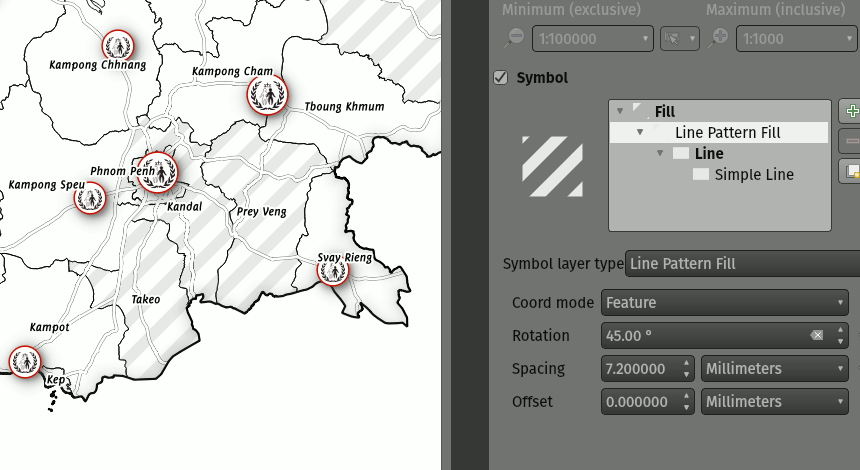 Kampong Chhnang
Kampong Cham
Tboung Khmum
Phnom Penh
Kampong Speu
Kandal
Prey Veng
Svay Rieng
Takeo
Kampot
Kep
Minimum (exclusive)
Maximum (inclusive)
1:100000
1:1000
Symbol
Fill
Line Pattern Fill
Line
Simple Line
Symbol layer type Line Pattern Fill
Coord mode Feature
Rotation 45.00 °
Spacing 7.200000 Millimeters
Offset 0.000000 Millimeters